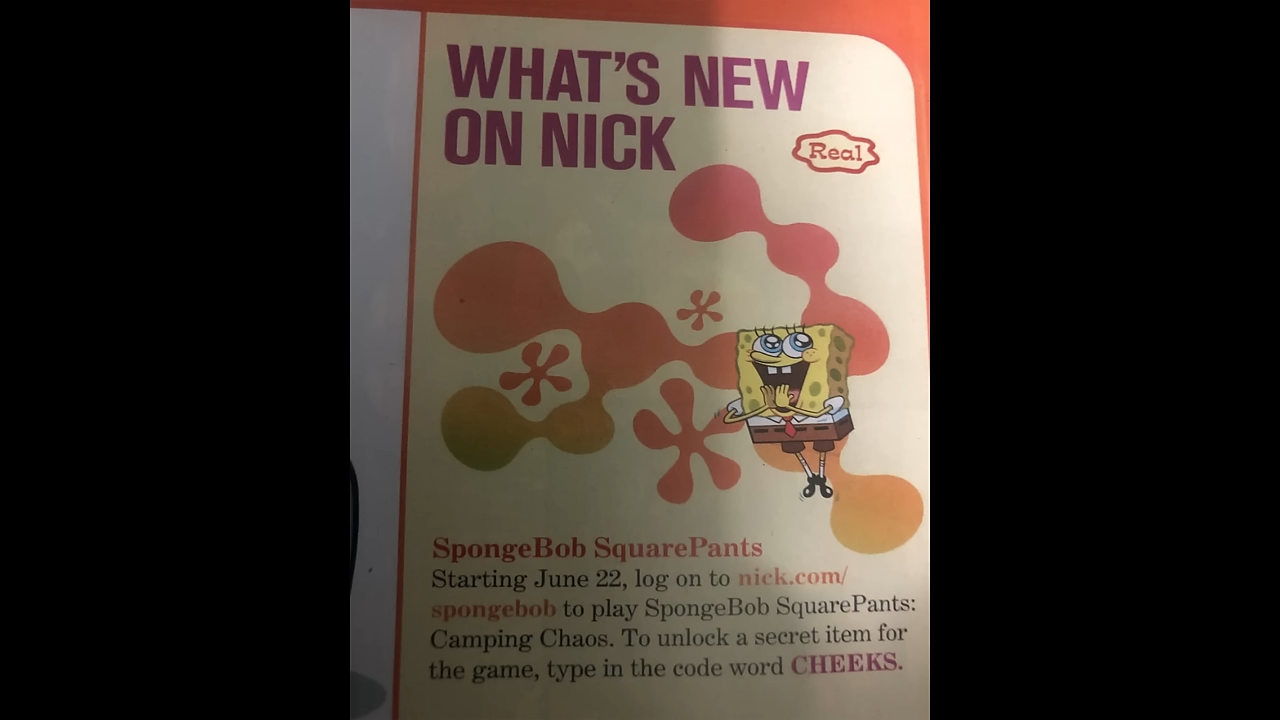 WHAT'S NEW
ON NICK
Real
SpongeBob SquarePants
Starting June 22, log on to nick.com/
spongebob to play SpongeBob SquarePants:
Camping Chaos. To unlock a secret item for
the game, type in the code word CHEEKS.